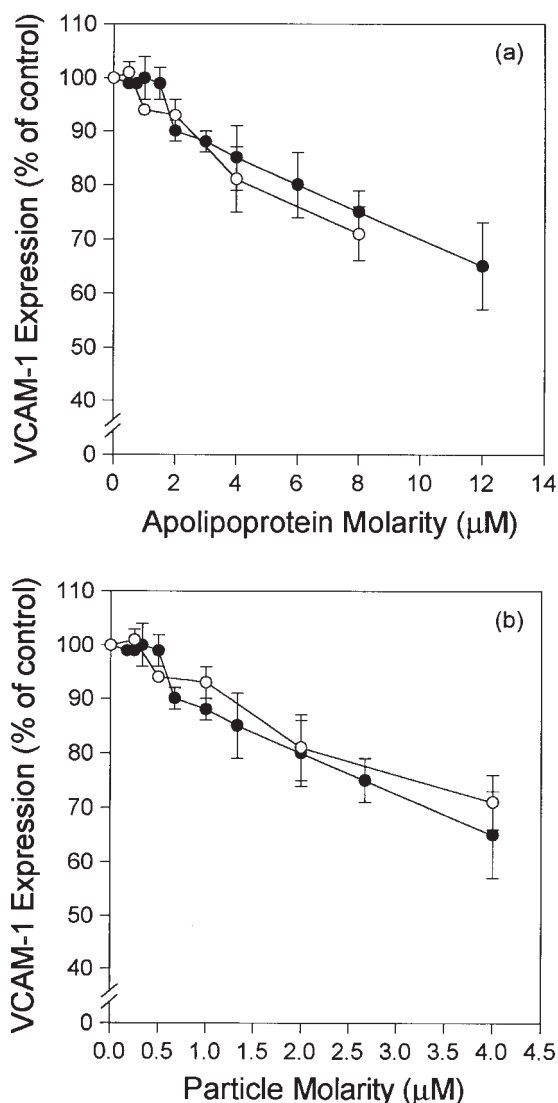 (a)
VCAM-1 Expression (% of control)
110
100
90
80
70
60
50
40
0
0 2 4 6 8 10 12 14
Apolipoprotein Molarity (μM)
(b)
VCAM-1 Expression (% of control)
110
100
90
80
70
60
50
40
0
0.0 0.5 1.0 1.5 2.0 2.5 3.0 3.5 4.0 4.5
Particle Molarity (μM)